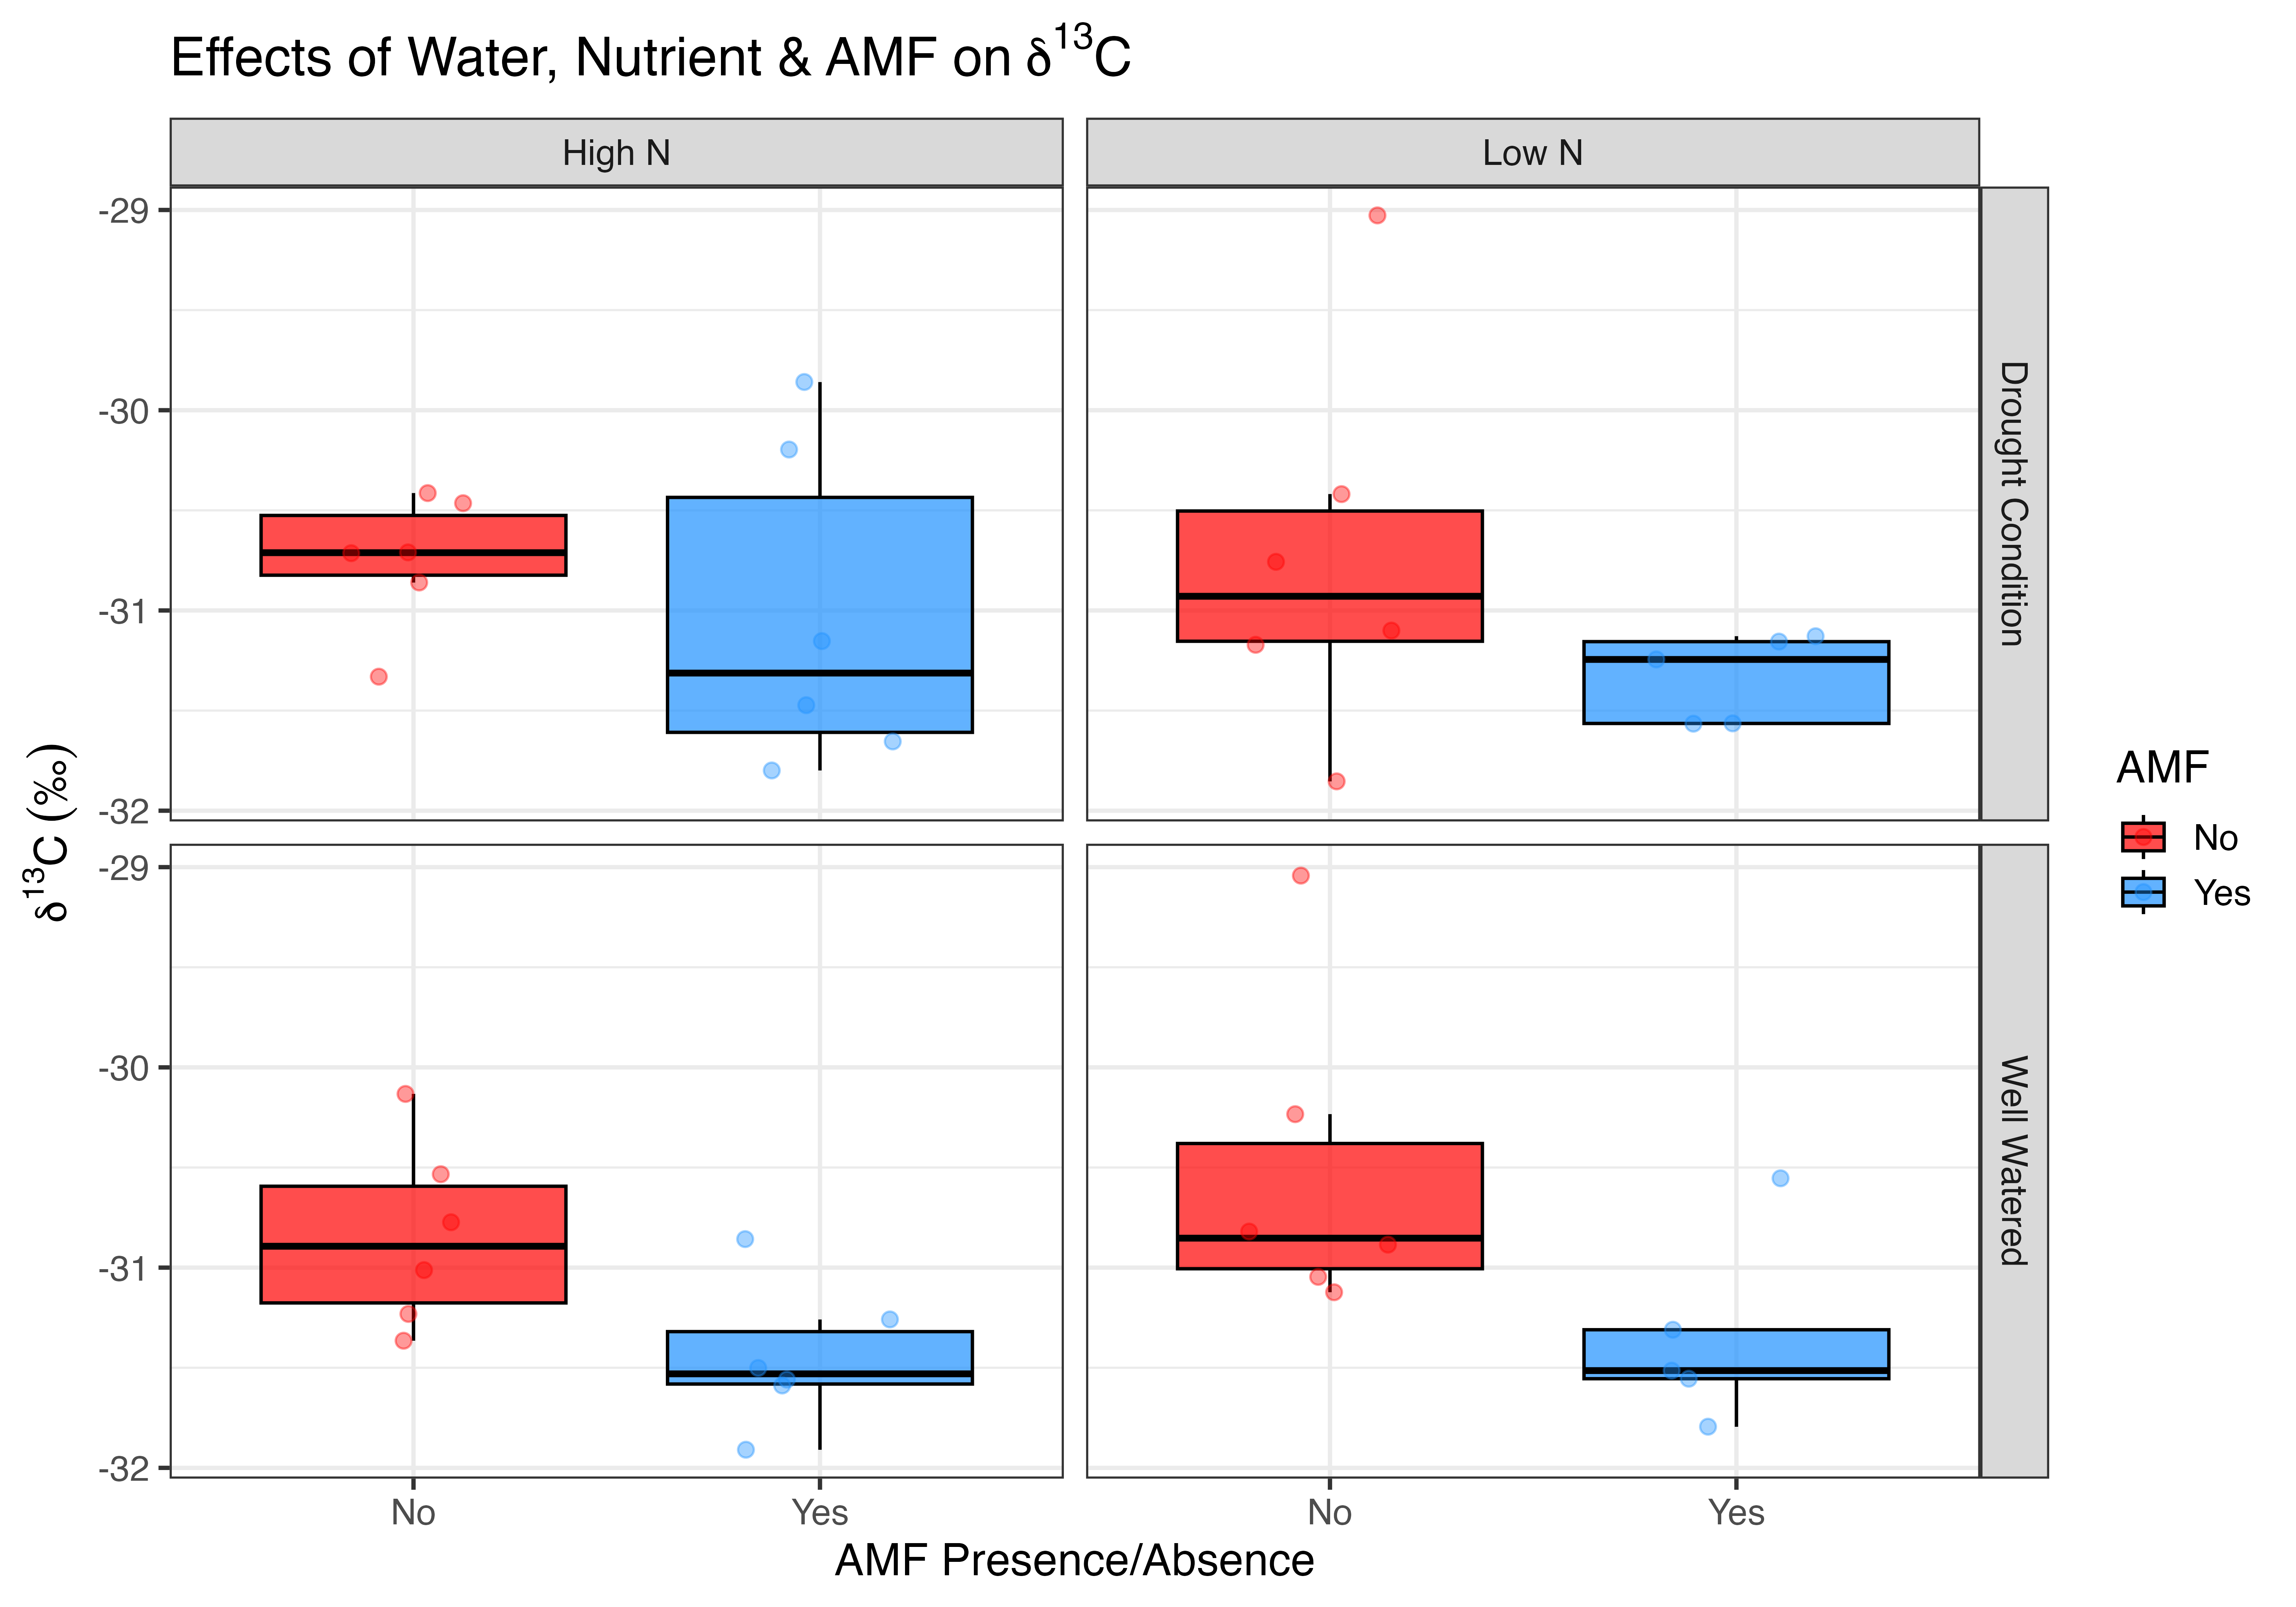 Effects of Water, Nutrient & AMF on δ¹³C
High N
Low N
-29
-30
-31
-32
Drought Condition
-29
-30
-31
-32
Well Watered
δ¹³C (‰)
No
Yes
No
Yes
AMF Presence/Absence
AMF
No
Yes